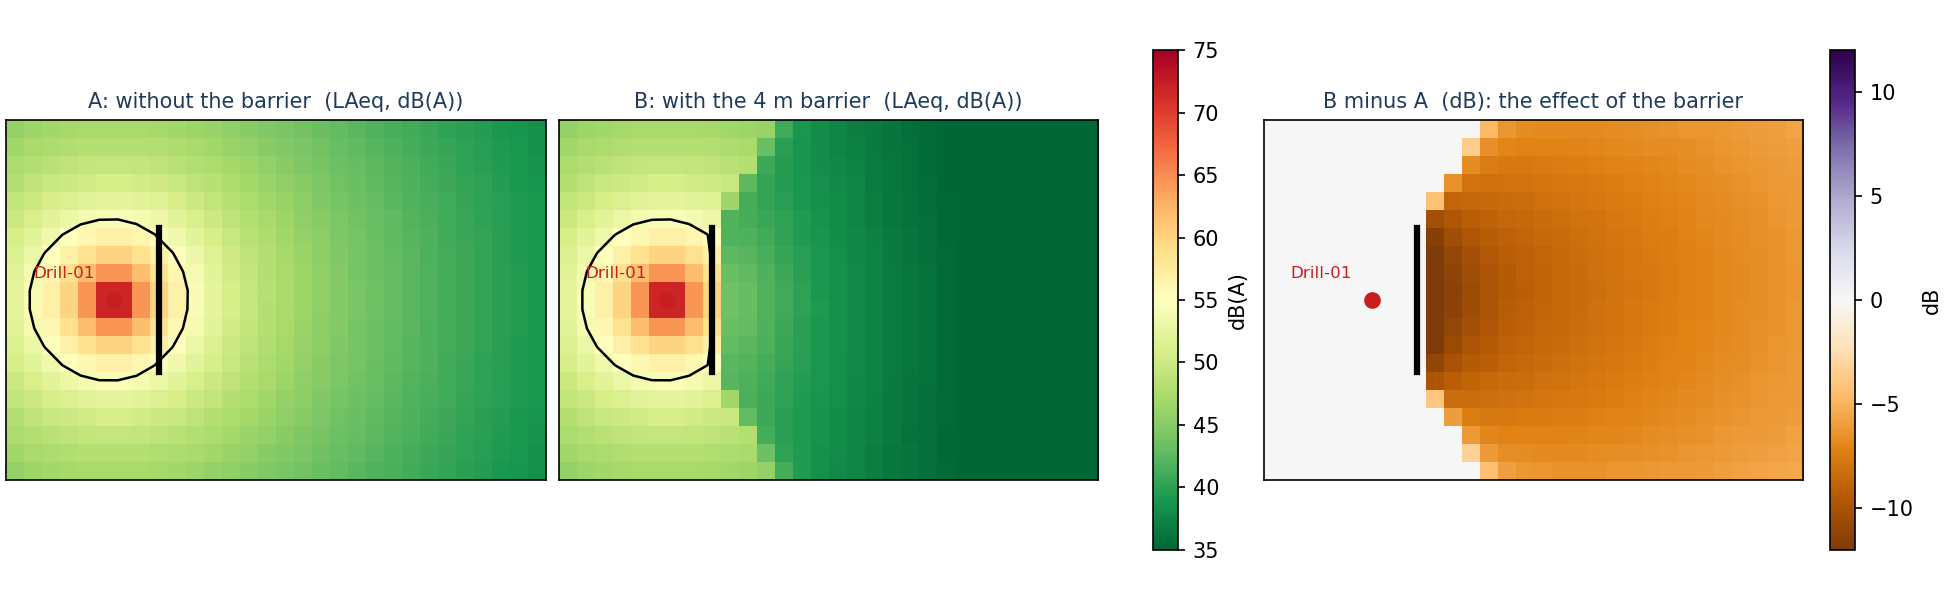 A: without the barrier  (LAeq, dB(A))
Drill-01
B: with the 4 m barrier  (LAeq, dB(A))
Drill-01
75
70
65
60
55
50
45
40
35
dB(A)
B minus A  (dB): the effect of the barrier
Drill-01
10
5
0
−5
−10
dB